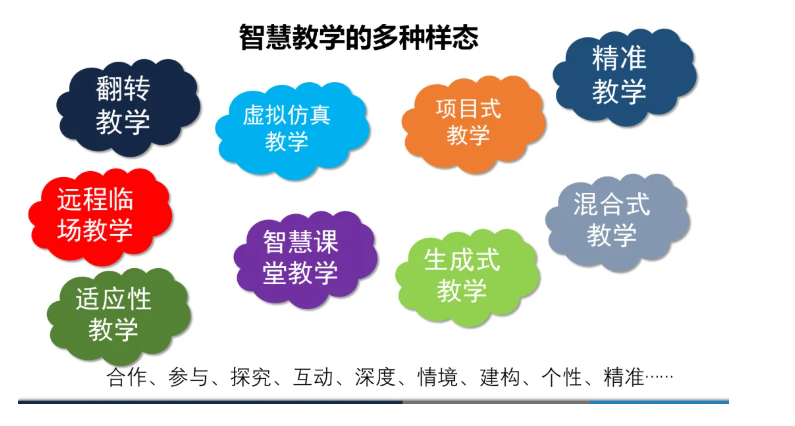 智慧教学的多种样态
翻转
教学
虚拟仿真
教学
项目式
教学
精准
教学
远程临
场教学
智慧课
堂教学
生成式
教学
混合式
教学
适应性
教学
合作、参与、探究、互动、深度、情境、建构、个性、精准……